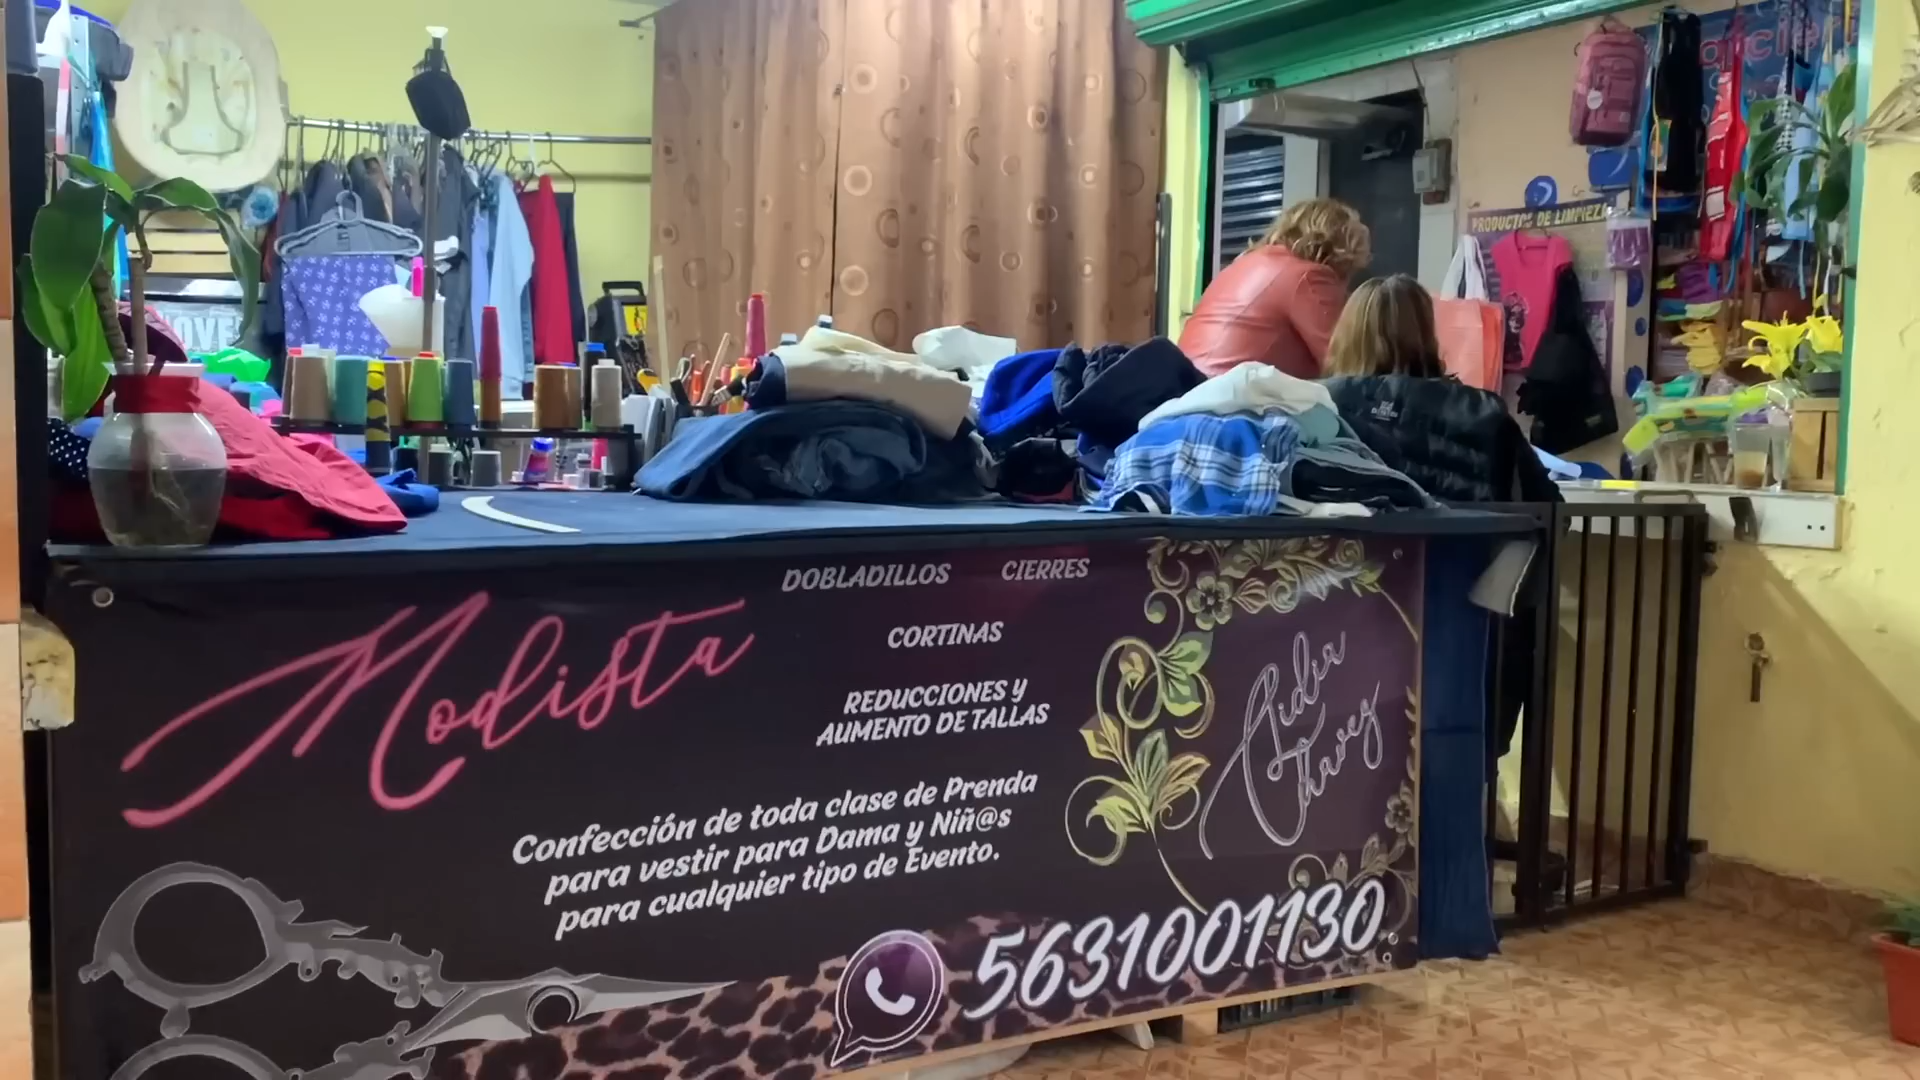 PRODUCTOS DE LIMPIEZA
Modista
DOBLADILLOS CIERRES
CORTINAS
REDUCCIONES y
AUMENTO DE TALLAS
Confección de toda clase de Prenda
para vestir para Dama y Niñ@s
para cualquier tipo de Evento.
Lidia
Chavez
5631001130